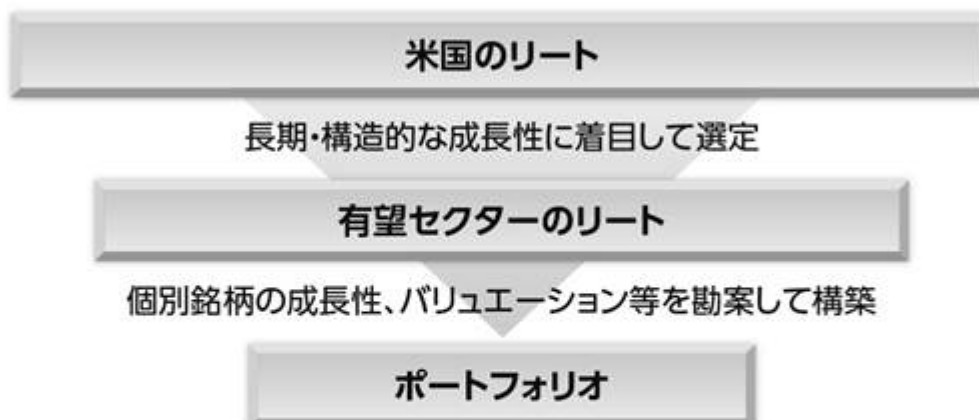 米国のリート
長期・構造的な成長性に着目して選定
有望セクターのリート
個別銘柄の成長性、バリュエーション等を勘案して構築
ポートフォリオ